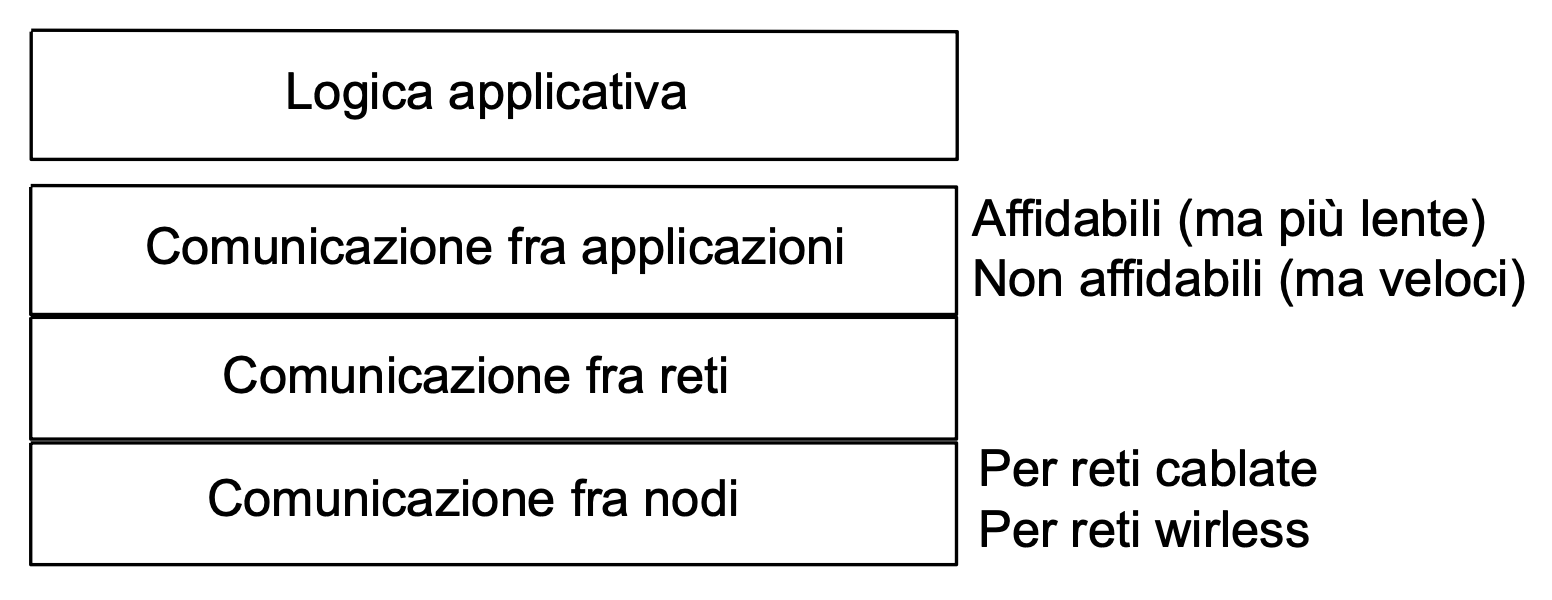 Logica applicativa
Comunicazione fra applicazioni
Affidabili (ma più lente)
Non affidabili (ma veloci)
Comunicazione fra reti
Comunicazione fra nodi
Per reti cablate
Per reti wirless